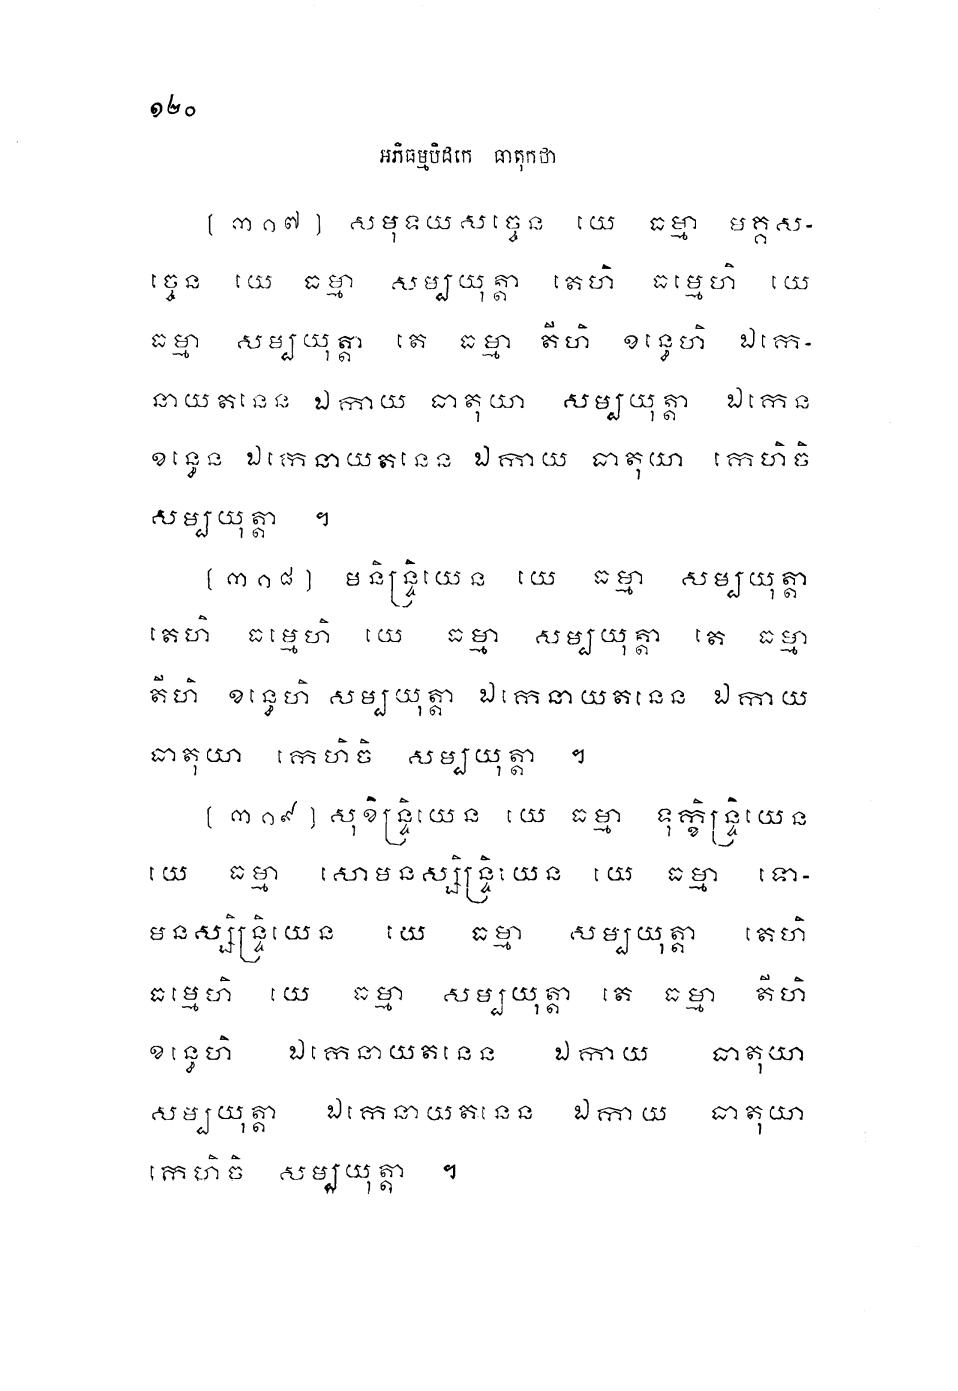 ១២០
អភិធម្មបិដកេ ធាតុកថា
[ ៣១៧ ] សមុទយសច្ចេន យេ ធម្មា មគ្គស-
ច្ចេន យេ ធម្មា សម្បយុត្តា តេហិ ធម្មេហិ យេ
ធម្មា សម្បយុត្តា តេ ធម្មា តីហិ ខន្ធេហិ ឯកេ-
នាយតនេន ឯកាយ ធាតុយា សម្បយុត្តា ឯកេន
ខន្ធេន ឯកេនាយតនេន ឯកាយ ធាតុយា កេហិចិ
សម្បយុត្តា ។
[ ៣១៨ ] មនិន្ទ្រិយេន យេ ធម្មា សម្បយុត្តា
តេហិ ធម្មេហិ យេ ធម្មា សម្បយុត្តា តេ ធម្មា
តីហិ ខន្ធេហិ សម្បយុត្តា ឯកេនាយតនេន ឯកាយ
ធាតុយា កេហិចិ សម្បយុត្តា ។
[ ៣១៩ ] សុខិន្ទ្រិយេន យេ ធម្មា ទុក្ខិន្ទ្រិយេន
យេ ធម្មា សោមនស្សិន្ទ្រិយេន យេ ធម្មា ទោ-
មនស្សិន្ទ្រិយេន យេ ធម្មា សម្បយុត្តា តេហិ
ធម្មេហិ យេ ធម្មា សម្បយុត្តា តេ ធម្មា តីហិ
ខន្ធេហិ ឯកេនាយតនេន ឯកាយ ធាតុយា
សម្បយុត្តា ឯកេនាយតនេន ឯកាយ ធាតុយា
កេហិចិ សម្បយុត្តា ។